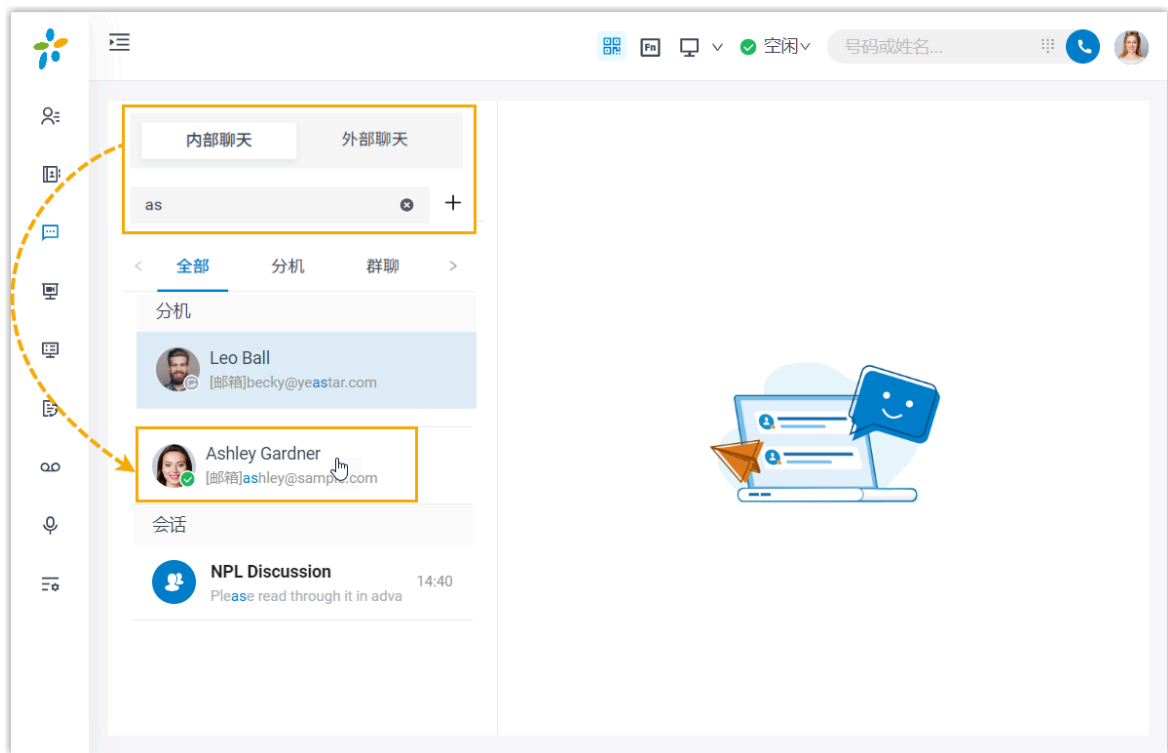 Fn
空闲
号码或姓名...
内部聊天 外部聊天
as
全部 分机 群聊
分机
Leo Ball
[邮箱]becky@yeastar.com
Ashley Gardner
[邮箱]ashley@sample.com
会话
NPL Discussion 14:40
Please read through it in adva